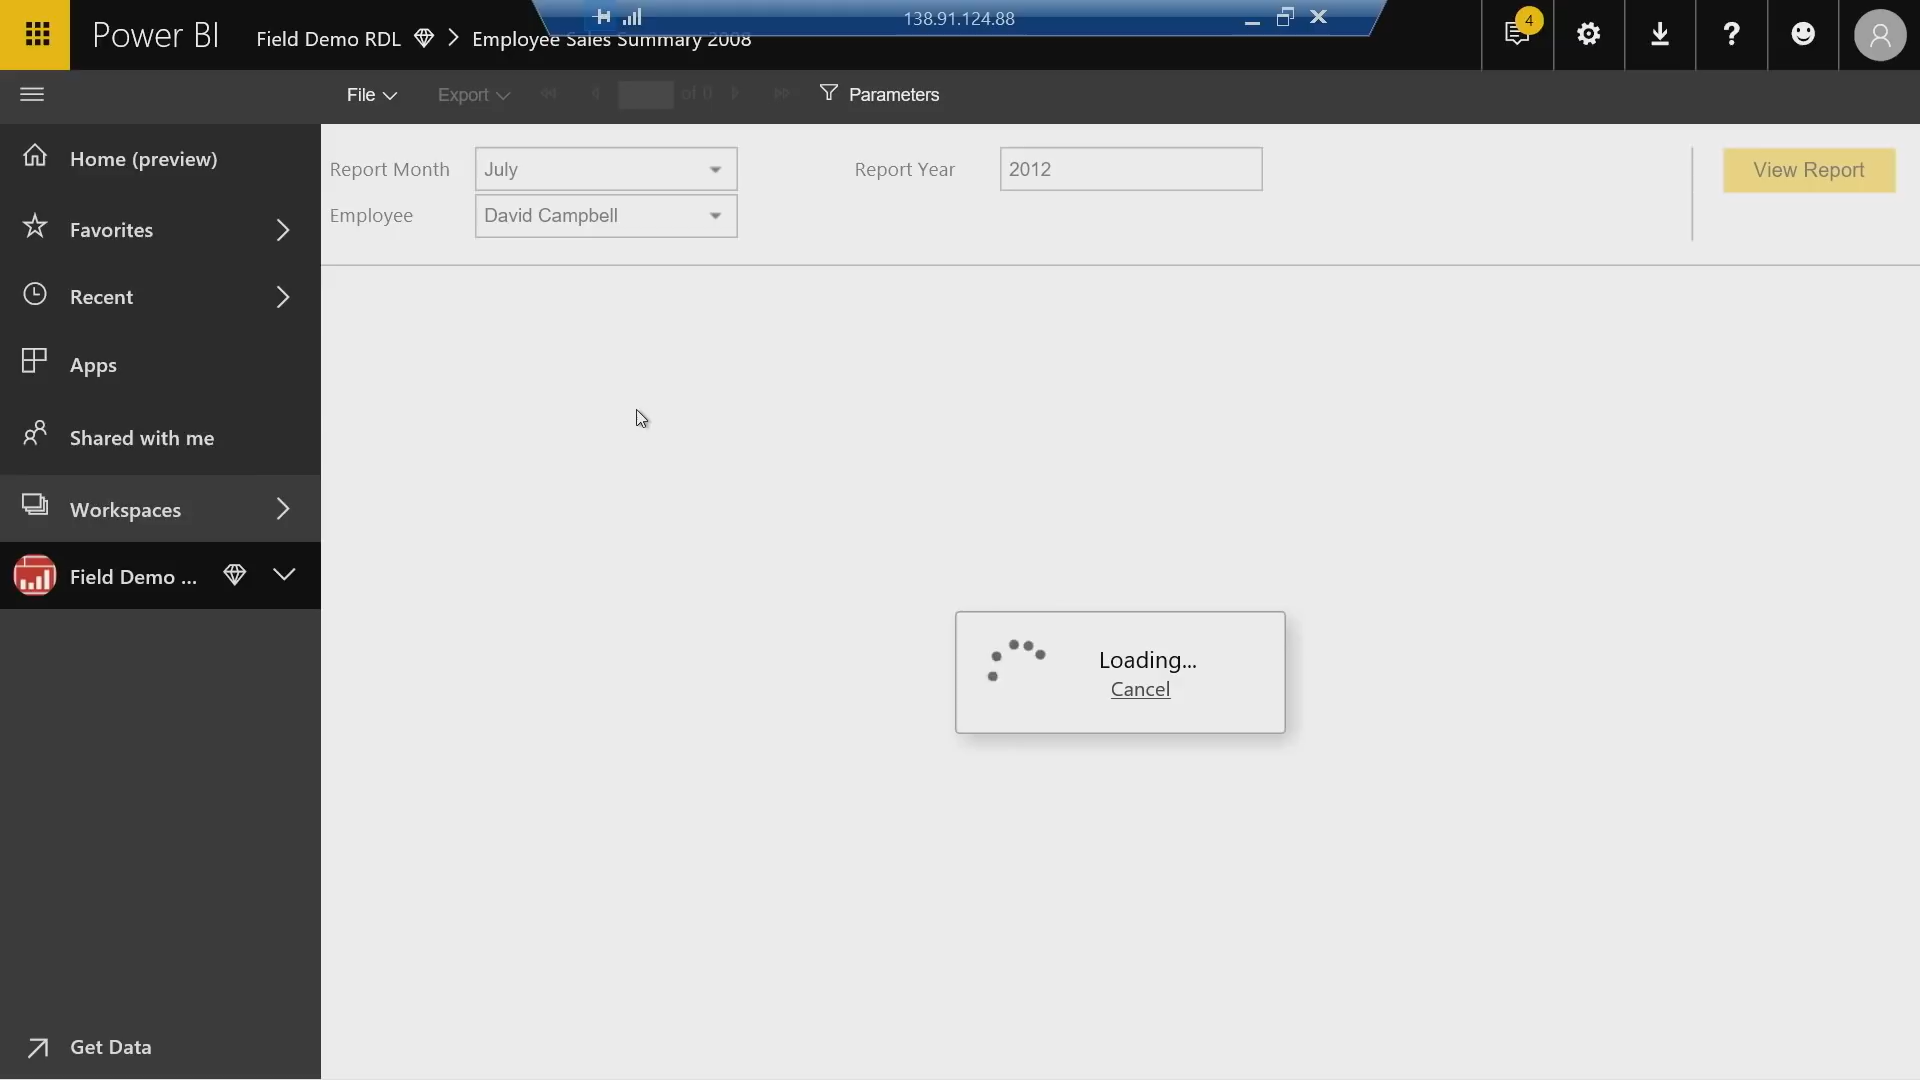 138.91.124.88
Power BI
Field Demo RDL
Employee Sales Summary 2008
4
?
File
Export
of 0
Parameters
Home (preview)
Favorites
Recent
Apps
Shared with me
Workspaces
Field Demo ...
Get Data
Report Month
July
Report Year
2012
View Report
Employee
David Campbell
Loading...
Cancel